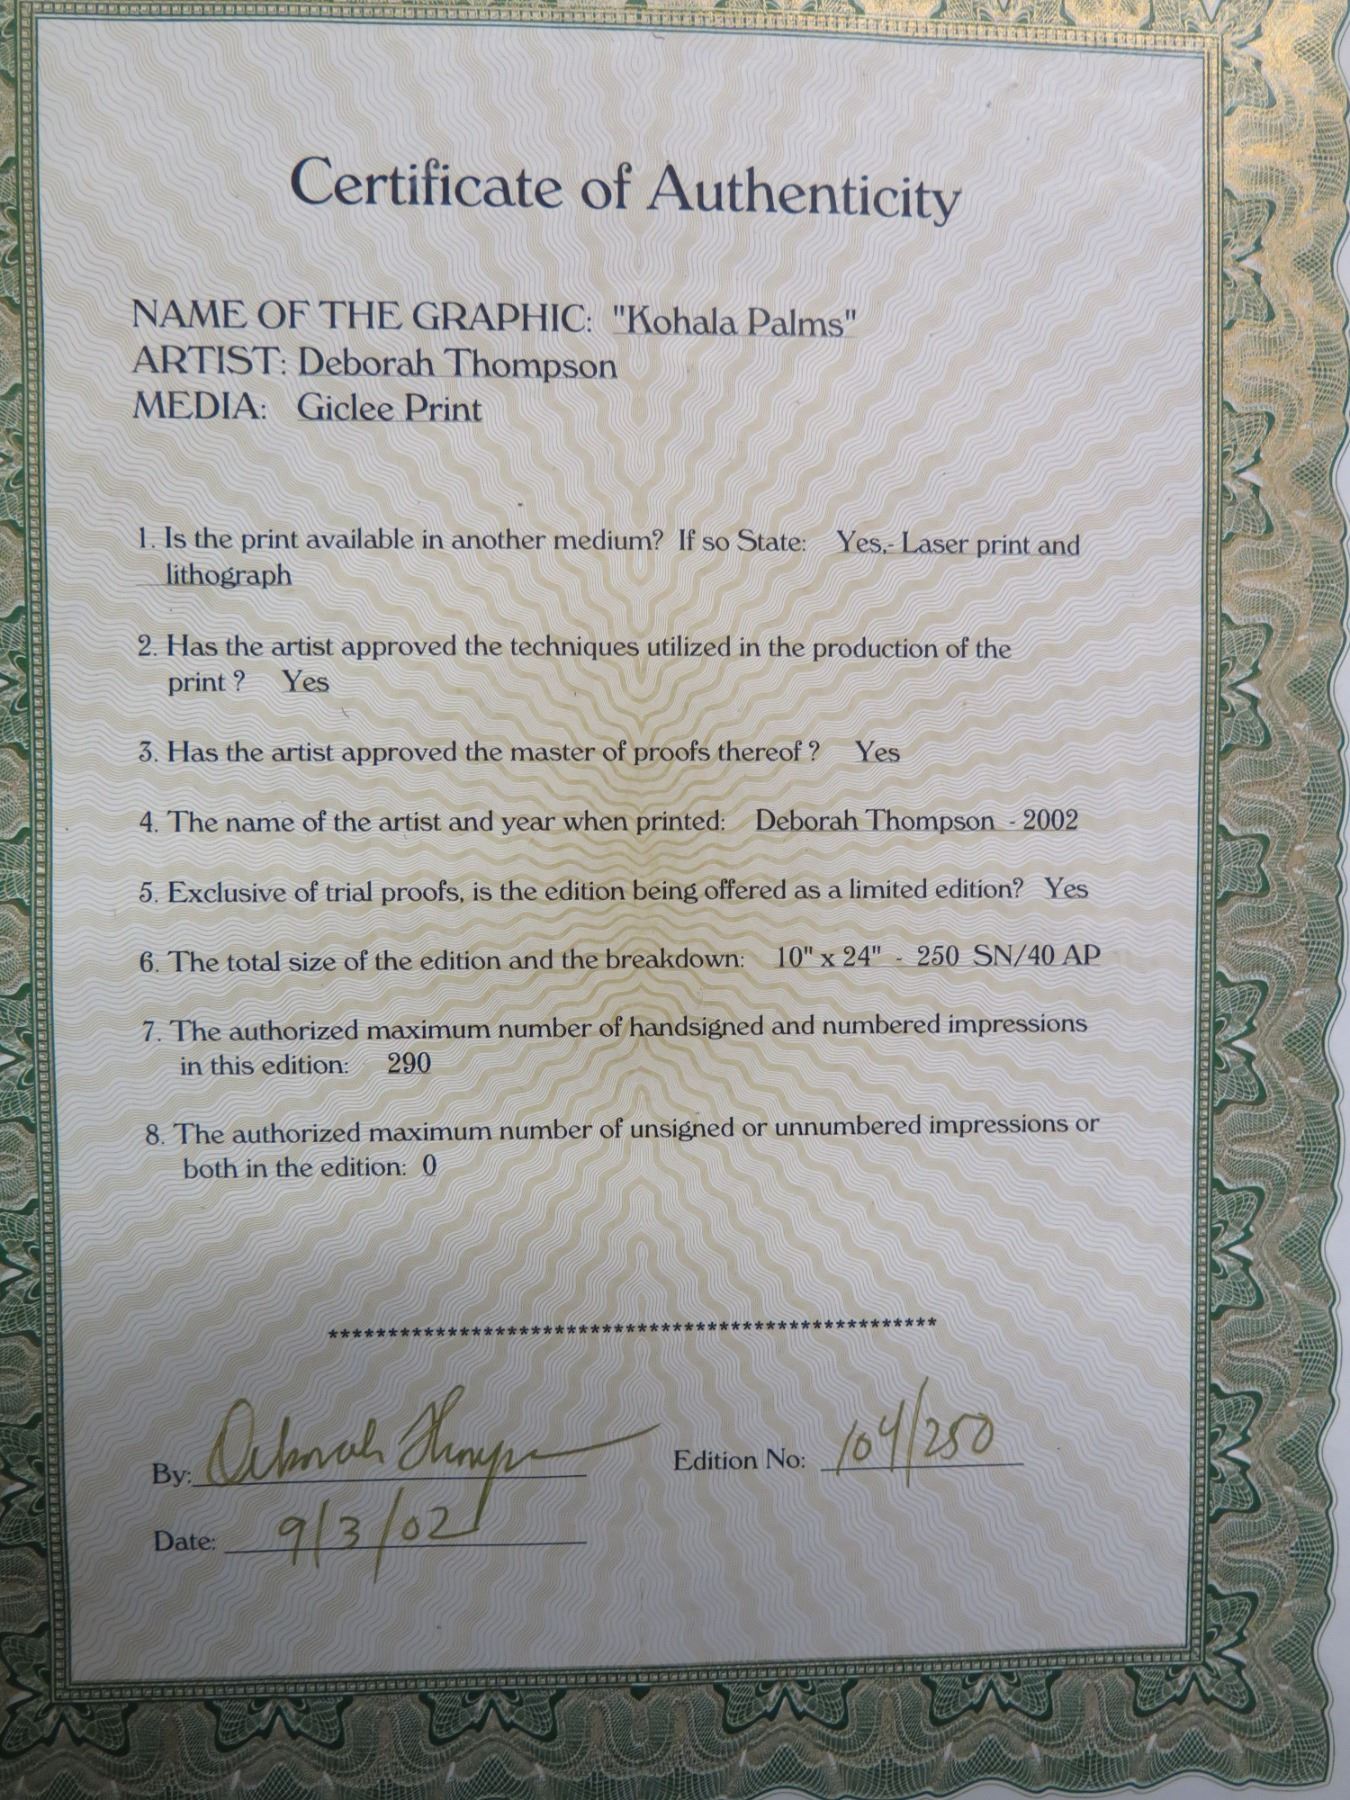 Certificate of Authenticity
NAME OF THE GRAPHIC: "Kohala Palms"
ARTIST: Deborah Thompson
MEDIA: Giclee Print
1. Is the print available in another medium? If so State: Yes,- Laser print and
lithograph
2. Has the artist approved the techniques utilized in the production of the
print ? Yes
3. Has the artist approved the master of proofs thereof ? Yes
4. The name of the artist and year when printed: Deborah Thompson - 2002
5. Exclusive of trial proofs, is the edition being offered as a limited edition? Yes
6. The total size of the edition and the breakdown: 10" x 24" - 250 SN/40 AP
7. The authorized maximum number of handsigned and numbered impressions
in this edition: 290
8. The authorized maximum number of unsigned or unnumbered impressions or
both in the edition: 0
***************************************************
By: Deborah Thompson Edition No: 104/250
Date: 9/3/02